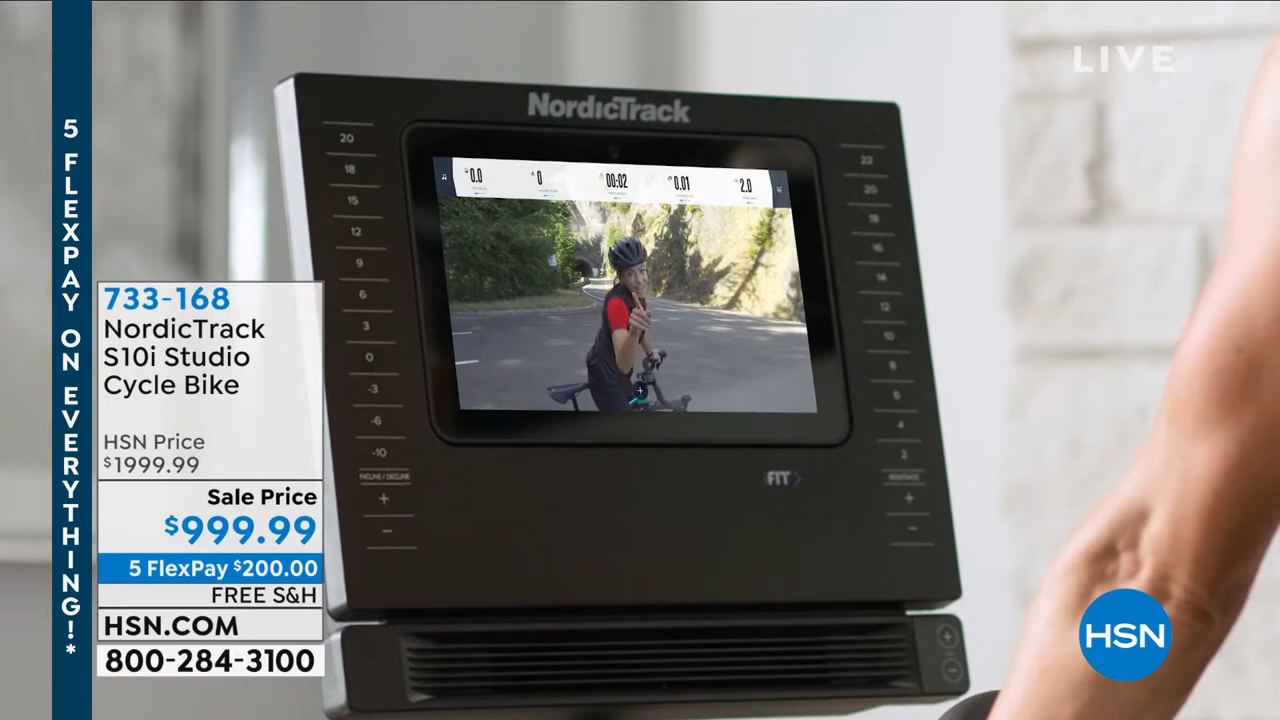 5 FLEXPAY ON EVERYTHING!*
LIVE
733-168
NordicTrack
S10i Studio
Cycle Bike
HSN Price
$1999.99
Sale Price
$999.99
5 FlexPay $200.00
FREE S&H
HSN.COM
800-284-3100
NordicTrack
0.0
0
00:02
0.01
2.0
20
18
15
12
9
6
3
0
-3
-6
-10
INCLINE / DECLINE
+
−
22
20
18
16
14
12
10
8
6
4
2
RESISTANCE
+
−
FIT
HSN